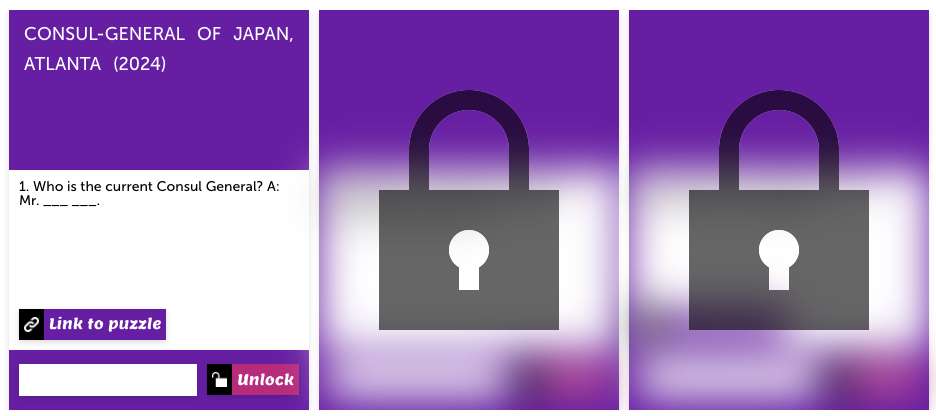 CONSUL-GENERAL OF JAPAN,
ATLANTA (2024)
1. Who is the current Consul General? A:
Mr. ___ ___.
Link to puzzle
Unlock